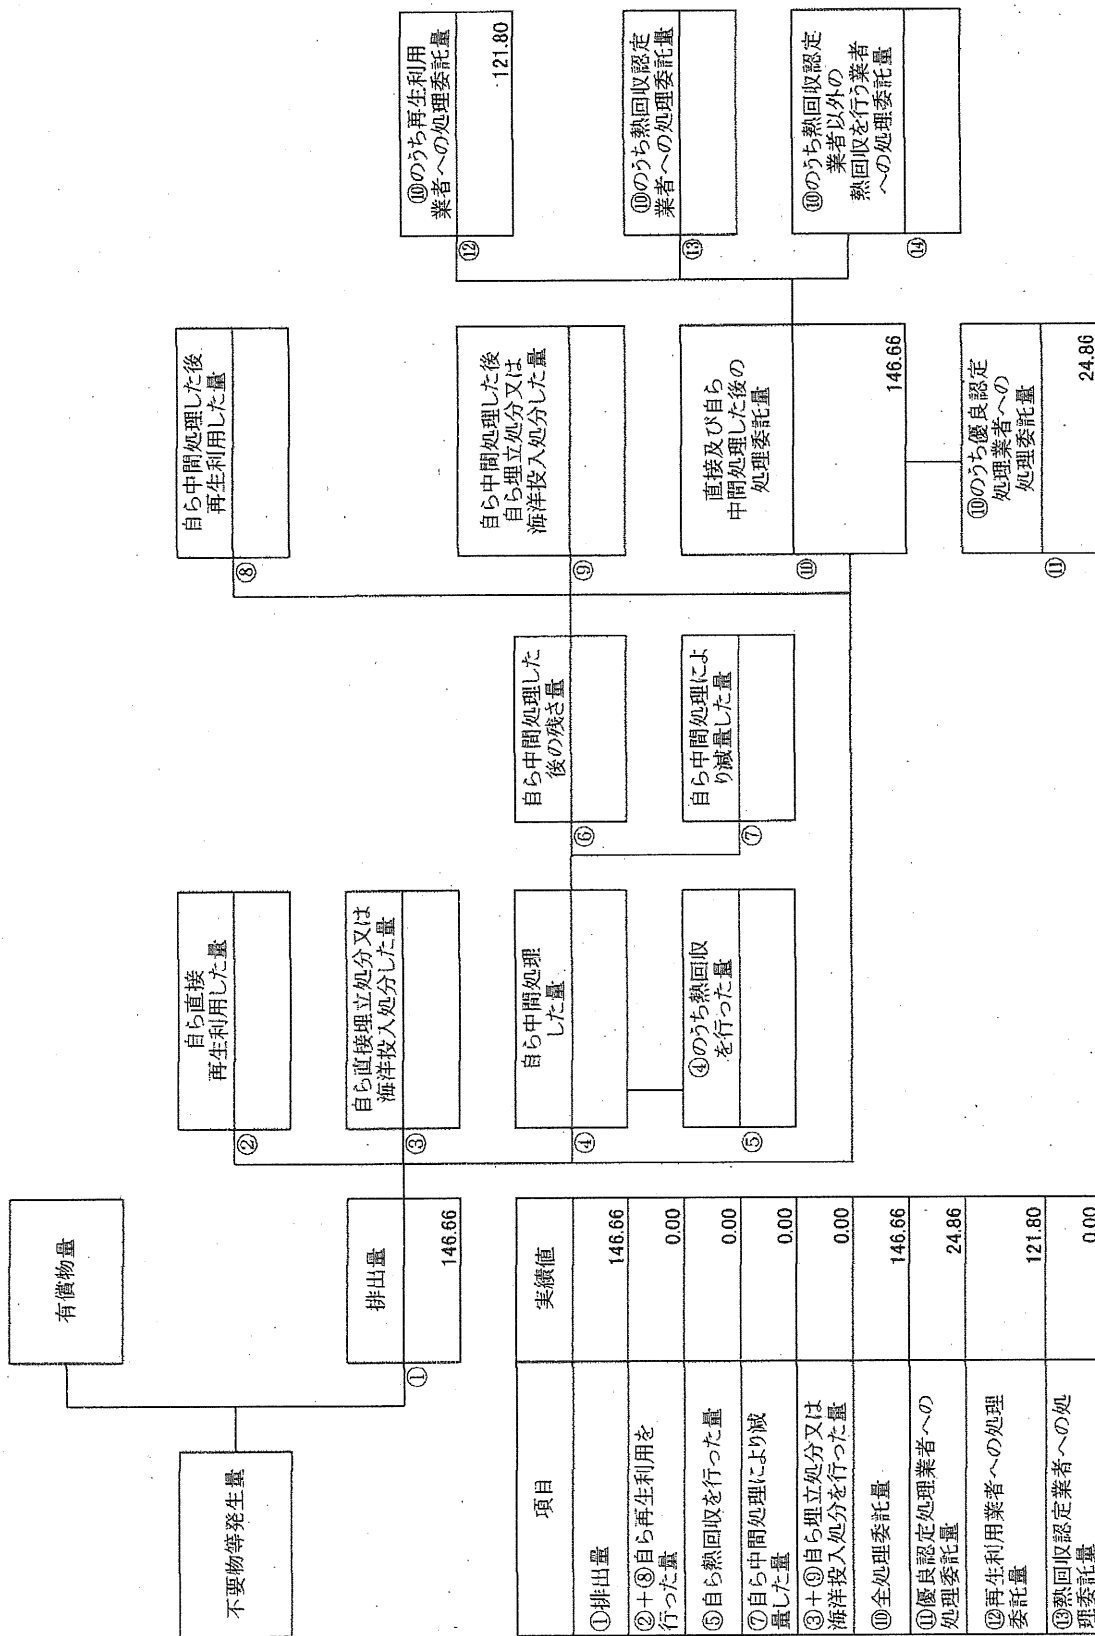 不要物等発生量
有償物量
排出量
①
146.66
②
自ら直接
再生利用した量
③
自ら直接埋立処分又は
海洋投入処分した量
④
自ら中間処理
した量
⑤
④のうち熱回収
を行った量
⑥
自ら中間処理した
後の残さ量
⑦
自ら中間処理によ
り減量した量
⑧
自ら中間処理した後
再生利用した量
⑨
自ら中間処理した後
自ら埋立処分又は
海洋投入処分した量
⑩
直接及び自ら
中間処理した後の
処理委託量
146.66
⑪
⑩のうち優良認定
処理業者への
処理委託量
24.86
⑫
⑩のうち再生利用
業者への処理委託量
121.80
⑬
⑩のうち熱回収認定
業者への処理委託量
⑭
⑩のうち熱回収認定
業者以外の
熱回収を行う業者
への処理委託量
項目 実績値
①排出量 146.66
②+⑧自ら再生利用を
行った量 0.00
⑤自ら熱回収を行った量 0.00
⑦自ら中間処理により減
量した量 0.00
③+⑨自ら埋立処分又は
海洋投入処分を行った量 0.00
⑩全処理委託量 146.66
⑪優良認定処理業者への
処理委託量 24.86
⑫再生利用業者への処理
委託量 121.80
⑬熱回収認定業者への処
理委託量 0.00